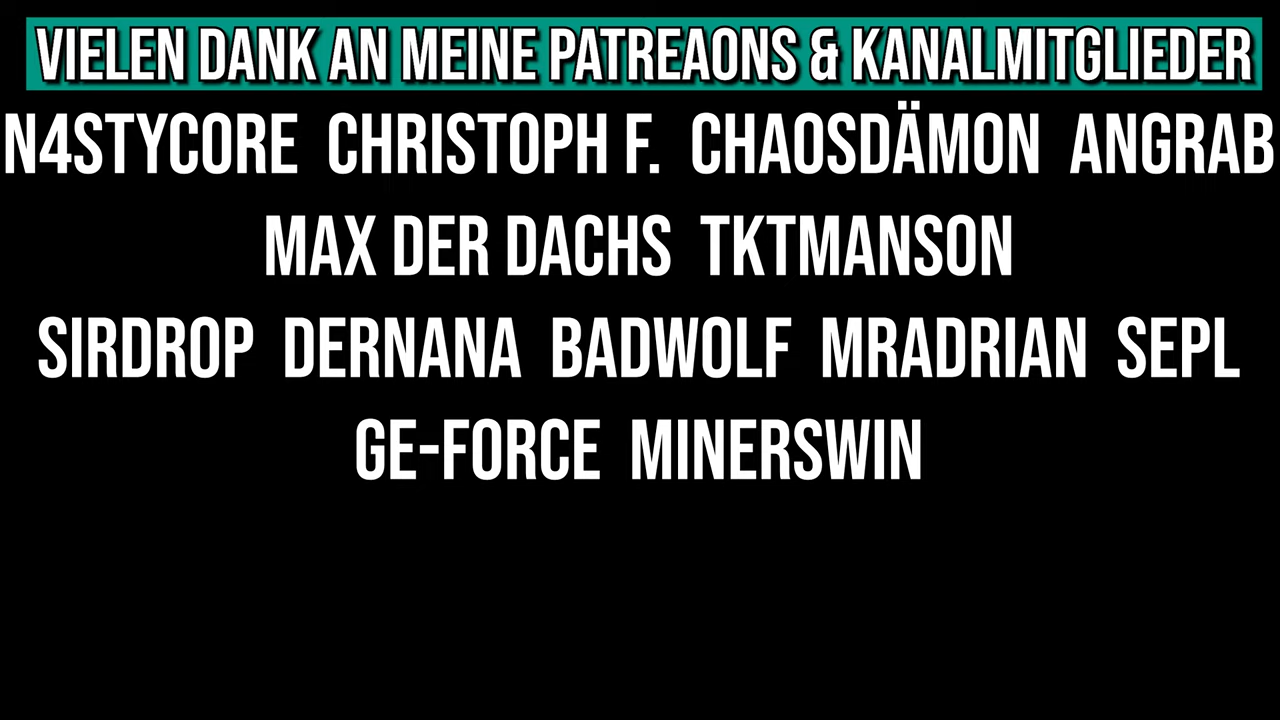 VIELEN DANK AN MEINE PATREAONS & KANALMITGLIEDER
N4STYCORE CHRISTOPH F. CHAOSDÄMON ANGRAB
MAX DER DACHS TKTMANSON
SIRDROP DERNANA BADWOLF MRADRIAN SEPL
GE-FORCE MINERSWIN